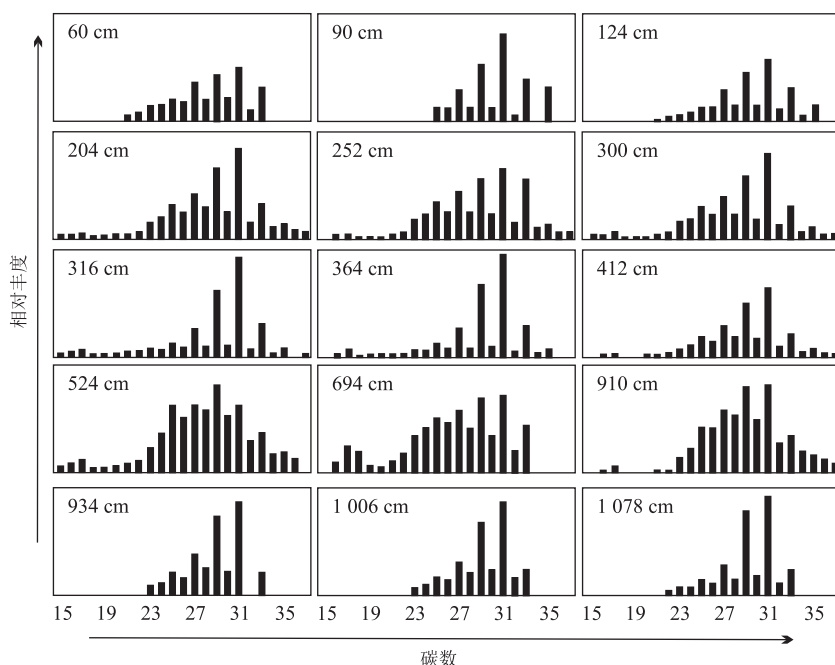 60 cm 90 cm 124 cm
204 cm 252 cm 300 cm
316 cm 364 cm 412 cm
524 cm 694 cm 910 cm
934 cm 1 006 cm 1 078 cm
相对丰度
15 19 23 27 31 35 15 19 23 27 31 35 15 19 23 27 31 35
碳数